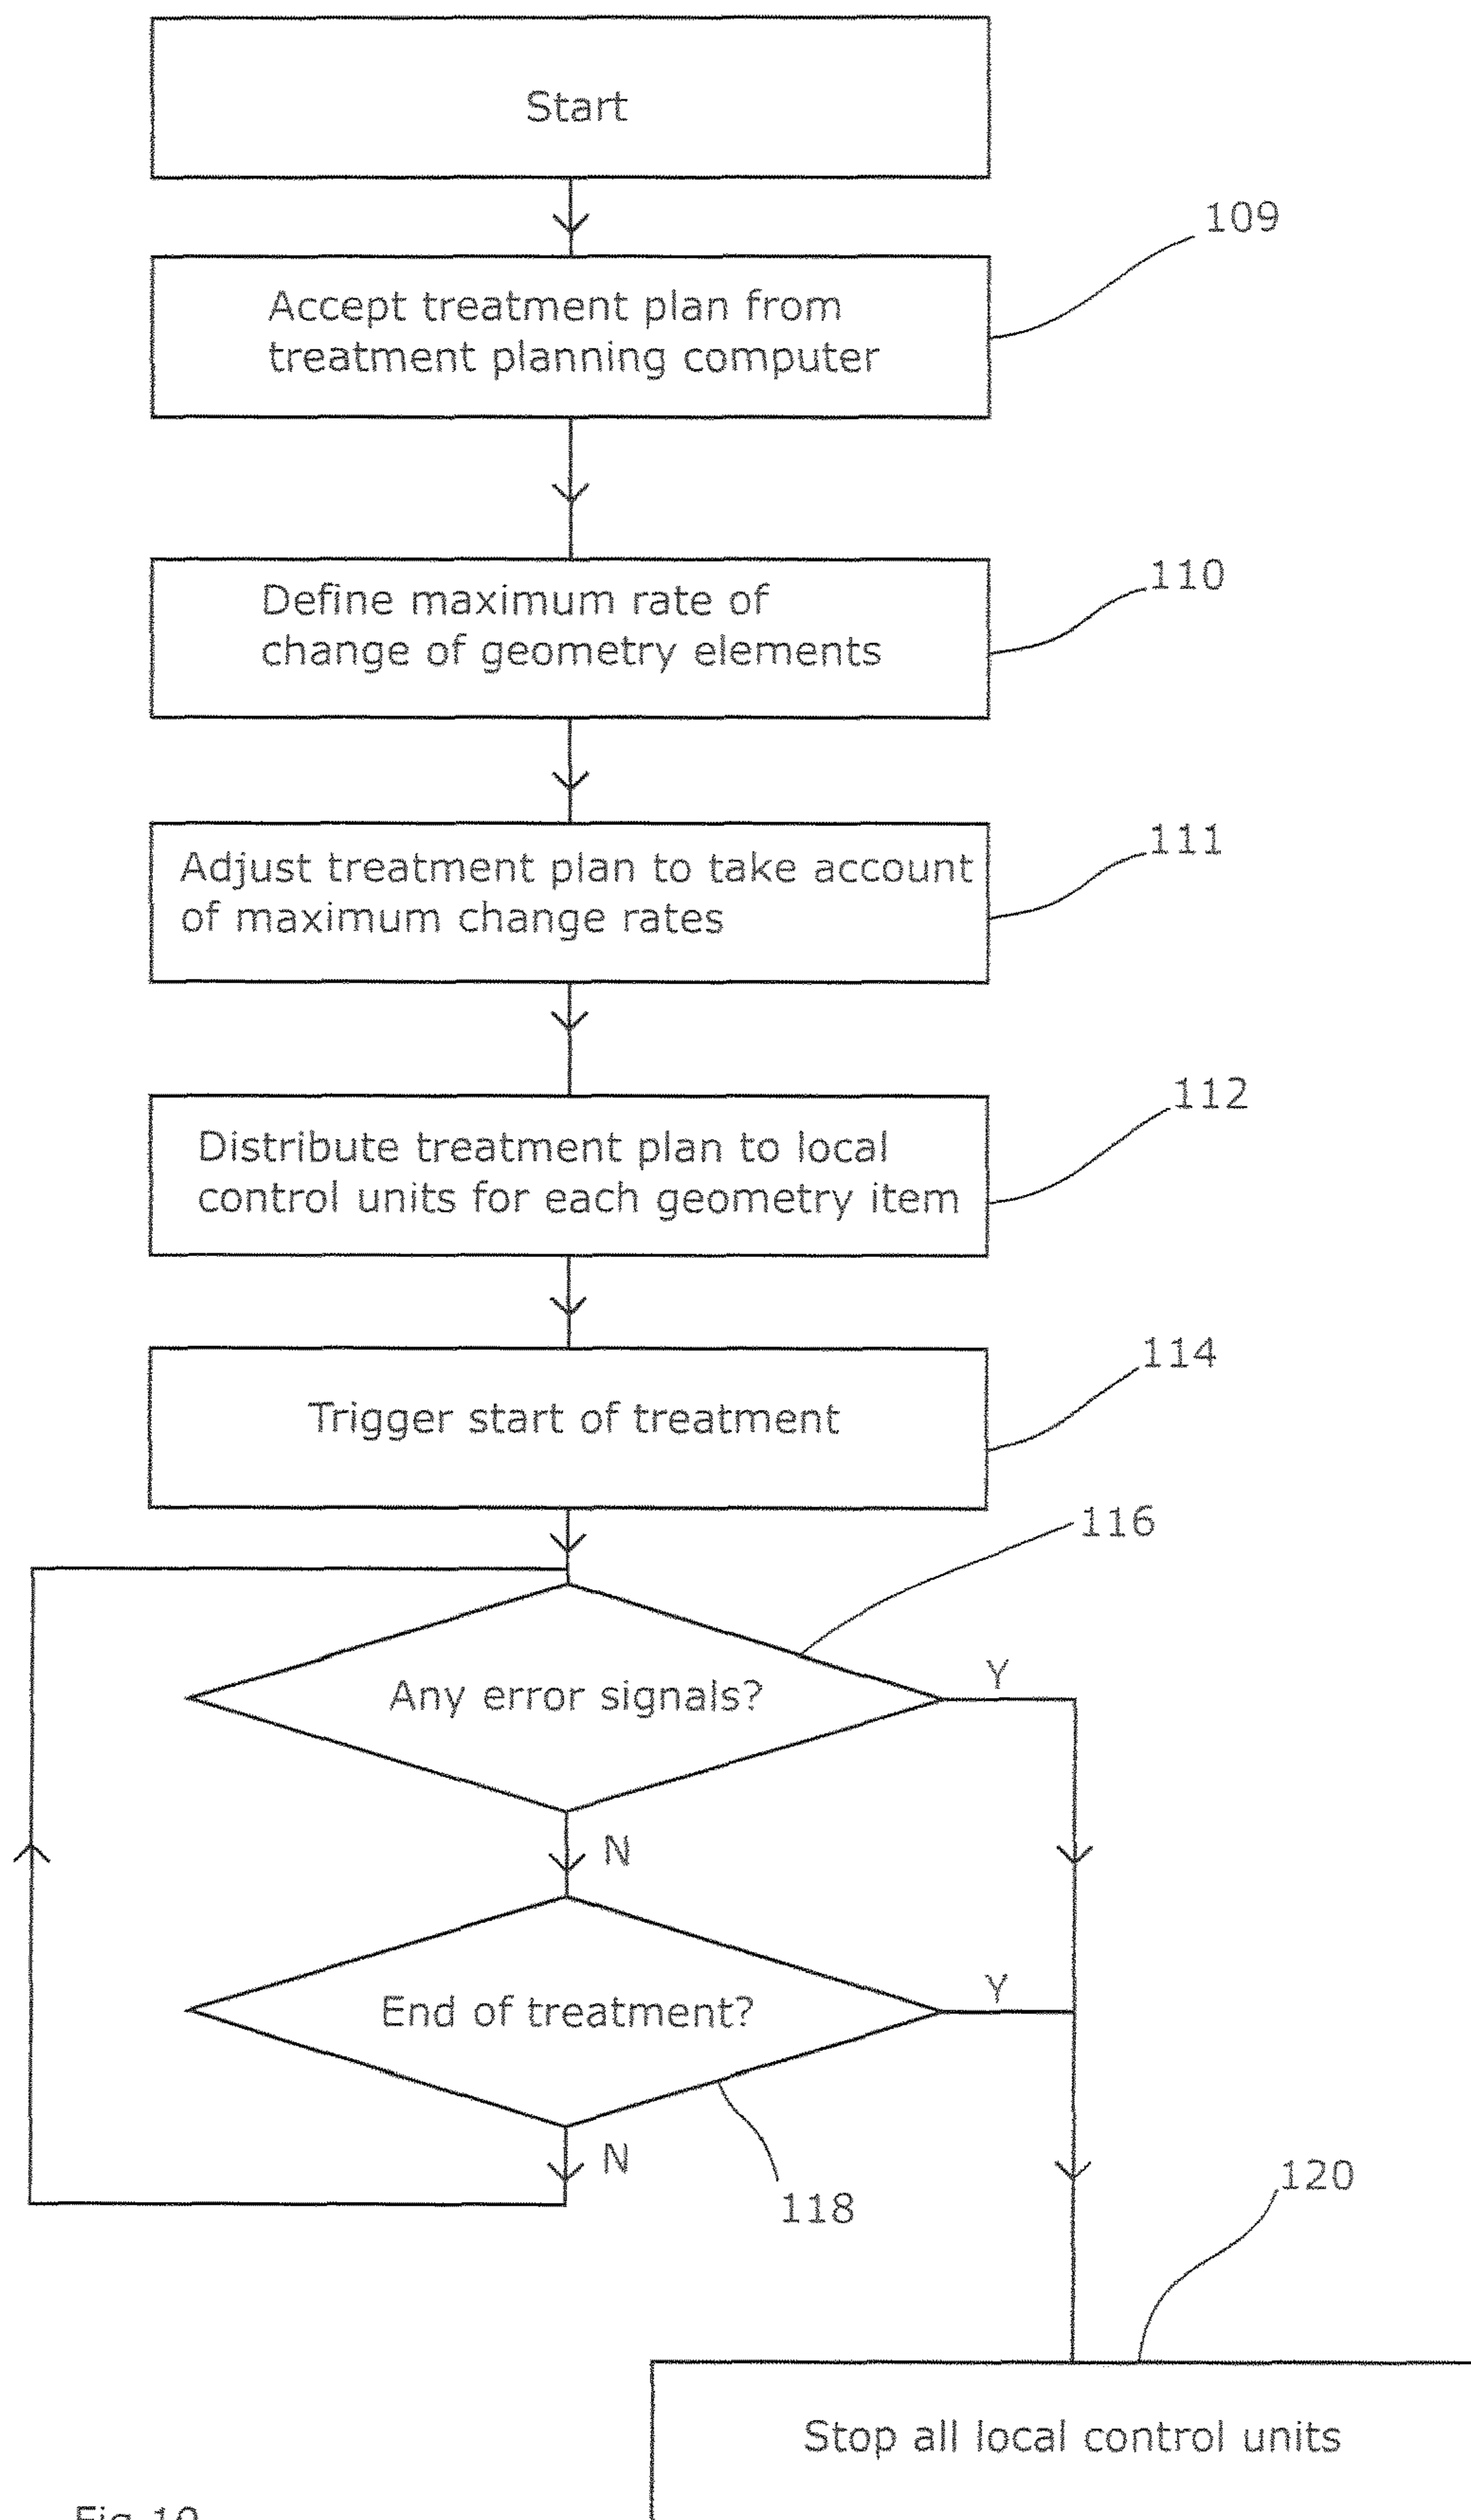 Start
109
Accept treatment plan from
treatment planning computer
110
Define maximum rate of
change of geometry elements
111
Adjust treatment plan to take account
of maximum change rates
112
Distribute treatment plan to local
control units for each geometry item
114
Trigger start of treatment
116
Any error signals?
Y
N
End of treatment?
Y
N
118
120
Stop all local control units
Fig